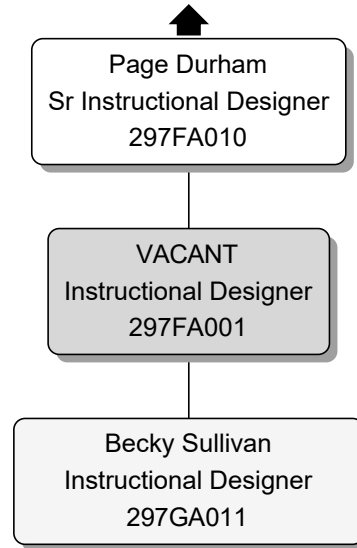 Page Durham
Sr Instructional Designer
297FA010
VACANT
Instructional Designer
297FA001
Becky Sullivan
Instructional Designer
297GA011